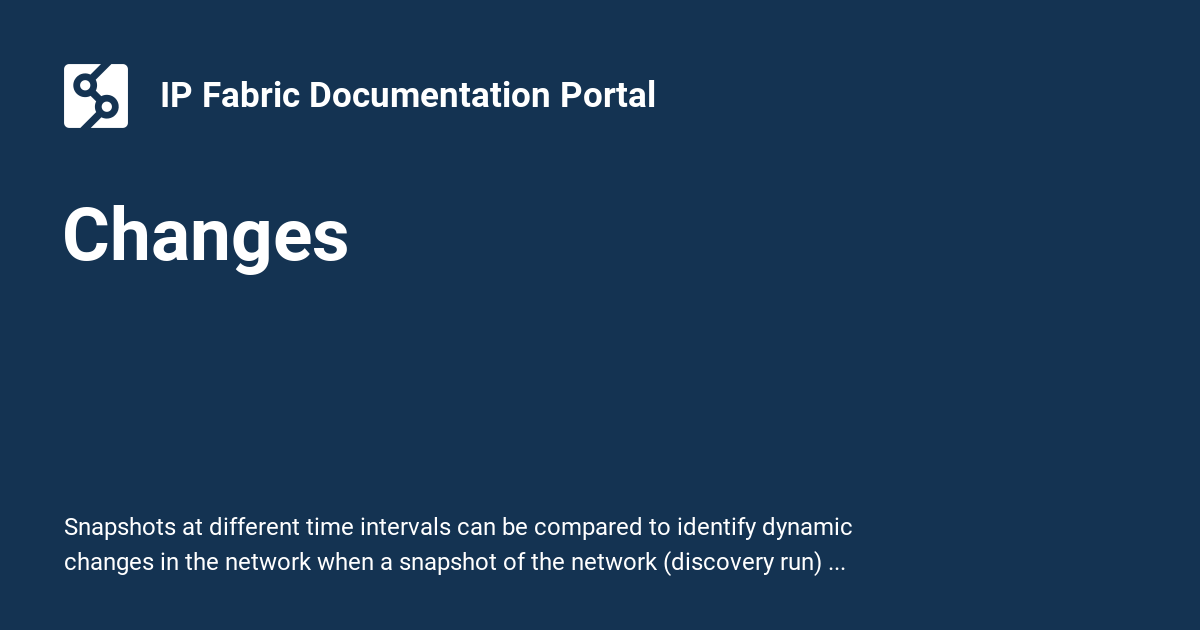 IP Fabric Documentation Portal
Changes
Snapshots at different time intervals can be compared to identify dynamic
changes in the network when a snapshot of the network (discovery run) ...